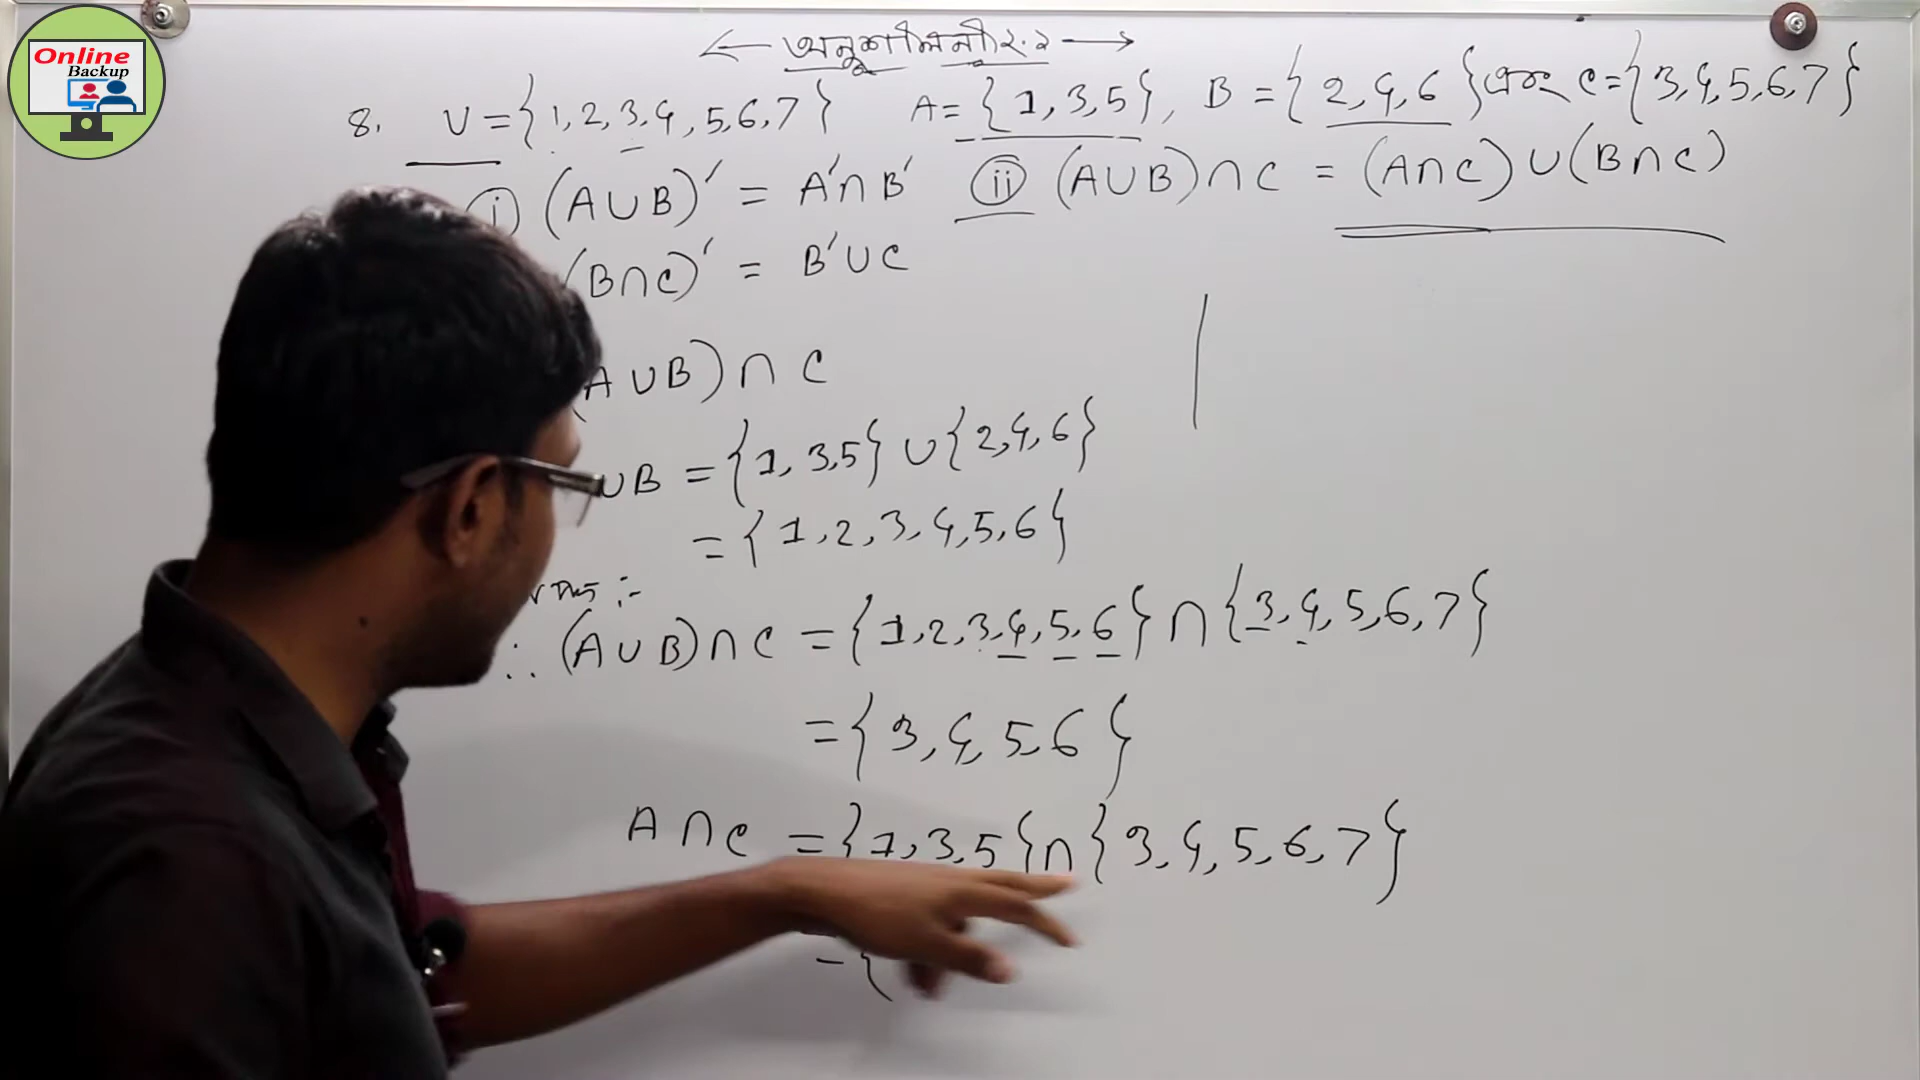 Online
Backup
← অনুশীলনী ২.২ →
8. U = {1, 2, 3, 4, 5, 6, 7} A = {1, 3, 5}, B = {2, 4, 6} এবং C = {3, 4, 5, 6, 7}
i (A∪B)′ = A′∩B′ ii (A∪B)∩C = (A∩C)∪(B∩C)
(B∩C)′ = B′∪C
A∪B)∩C
∪B = {1, 3, 5} ∪ {2, 4, 6}
= {1, 2, 3, 4, 5, 6}
∴ (A∪B)∩C = {1, 2, 3, 4, 5, 6} ∩ {3, 4, 5, 6, 7}
= {3, 4, 5, 6}
A∩C = {1, 3, 5} ∩ {3, 4, 5, 6, 7}
= {